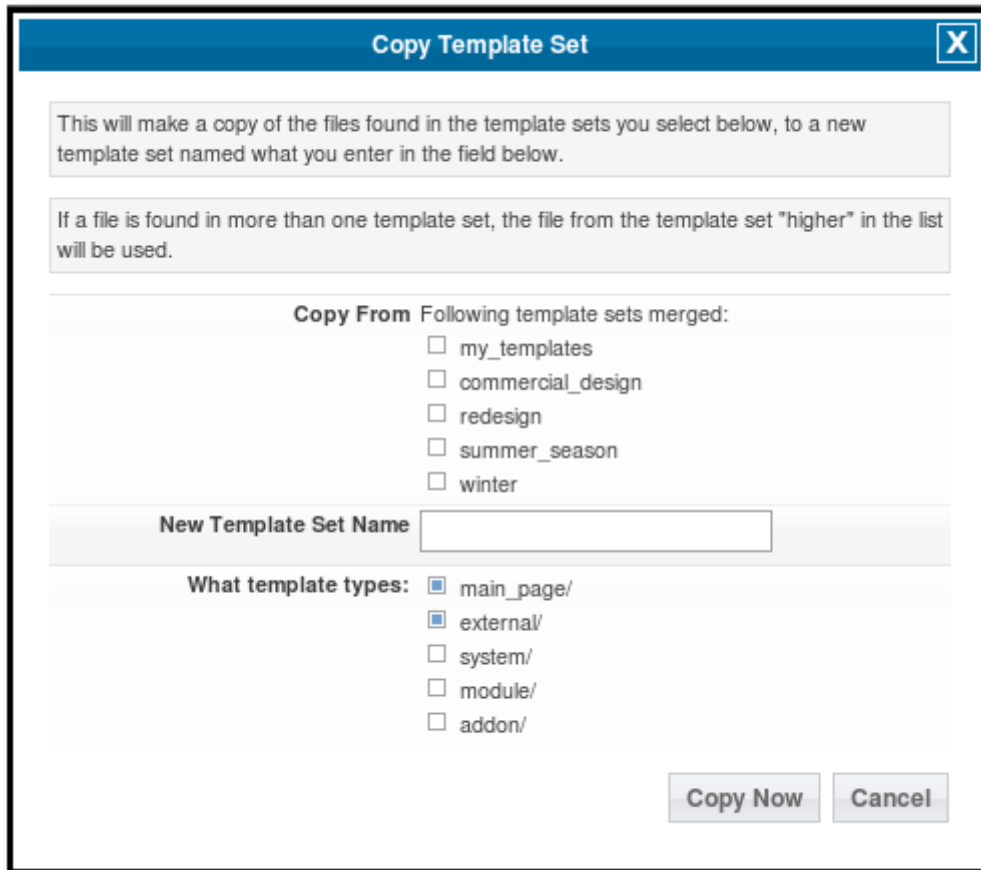 Copy Template Set X
This will make a copy of the files found in the template sets you select below, to a new
template set named what you enter in the field below.
If a file is found in more than one template set, the file from the template set "higher" in the list
will be used.
Copy From Following template sets merged:
my_templates
commercial_design
redesign
summer_season
winter
New Template Set Name
What template types: main_page/
external/
system/
module/
addon/
Copy Now Cancel